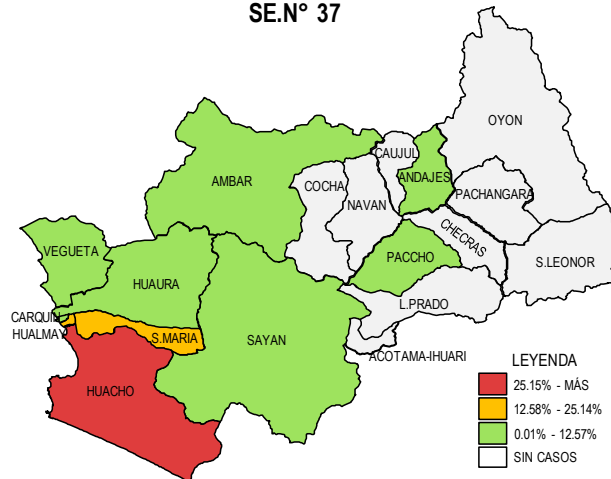 SE.N° 37
OYON
CAUJUL
ANDAJES
AMBAR
COCHA
PACHANGARA
NAVAN
CHECRAS
VEGUETA
PACCHO
S.LEONOR
HUAURA
L.PRADO
CARQUIN
HUALMAY
S.MARIA
SAYAN
ACOTAMA-IHUARI
HUACHO
LEYENDA
25.15% - MÁS
12.58% - 25.14%
0.01% - 12.57%
SIN CASOS